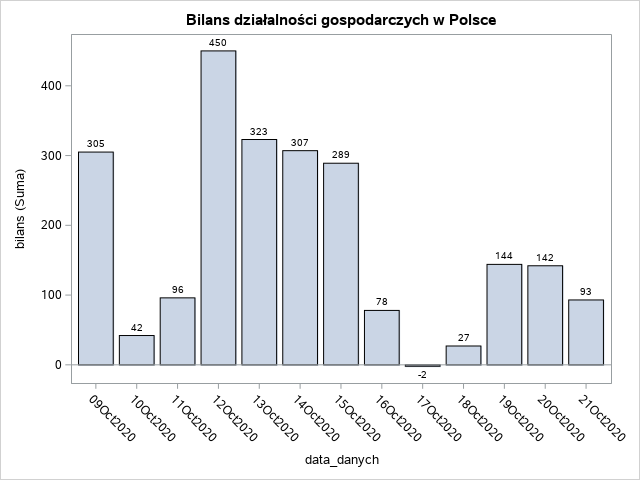 Bilans działalności gospodarczych w Polsce
bilans (Suma)
400
300
200
100
0
305
42
96
450
323
307
289
78
-2
27
144
142
93
09Oct2020
10Oct2020
11Oct2020
12Oct2020
13Oct2020
14Oct2020
15Oct2020
16Oct2020
17Oct2020
18Oct2020
19Oct2020
20Oct2020
21Oct2020
data_danych